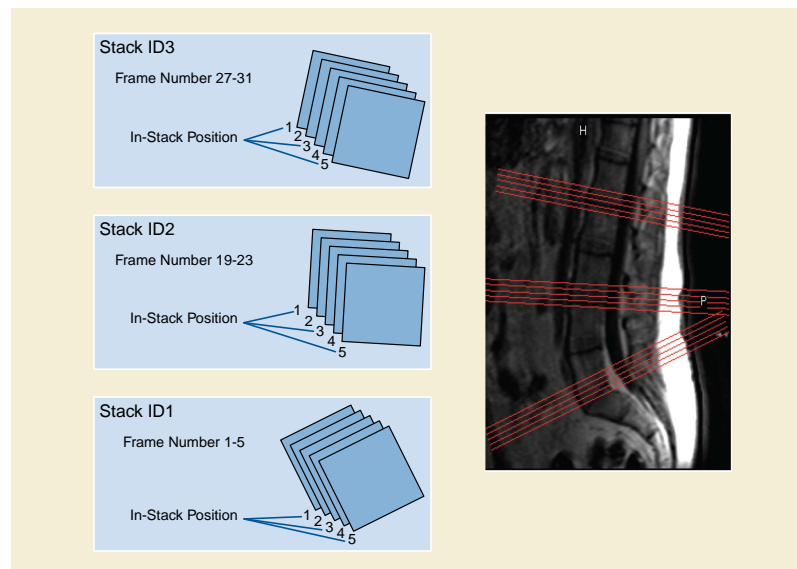 Stack ID3
Frame Number 27-31
In-Stack Position
1
2
3
4
5
Stack ID2
Frame Number 19-23
In-Stack Position
1
2
3
4
5
Stack ID1
Frame Number 1-5
In-Stack Position
1
2
3
4
5
H
P